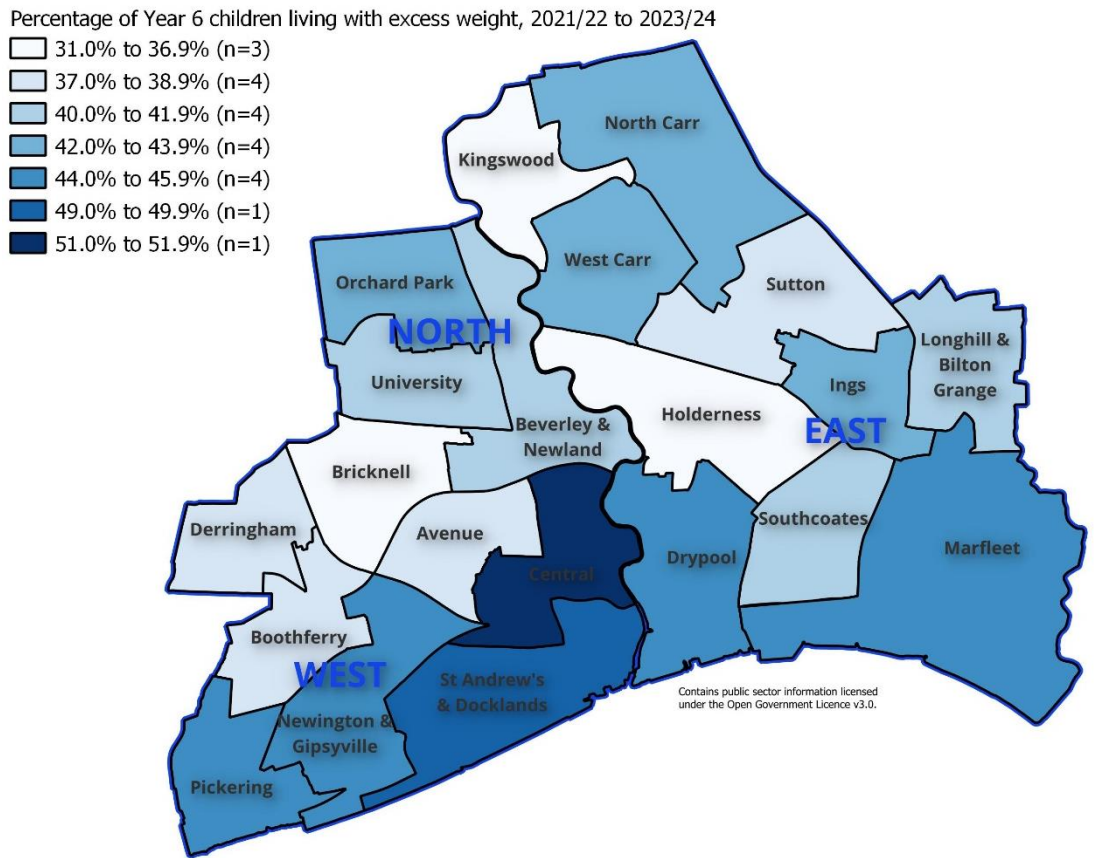 Percentage of Year 6 children living with excess weight, 2021/22 to 2023/24
31.0% to 36.9% (n=3)
37.0% to 38.9% (n=4)
40.0% to 41.9% (n=4)
42.0% to 43.9% (n=4)
44.0% to 45.9% (n=4)
49.0% to 49.9% (n=1)
51.0% to 51.9% (n=1)
North Carr
Kingswood
West Carr
Sutton
Orchard Park
NORTH
University
Longhill &
Bilton
Grange
Ings
Holderness
EAST
Beverley &
Newland
Bricknell
Derringham
Avenue
Southcoates
Marfleet
Drypool
Central
Boothferry
WEST
St Andrew's
& Docklands
Newington &
Gipsyville
Pickering
Contains public sector information licensed
under the Open Government Licence v3.0.